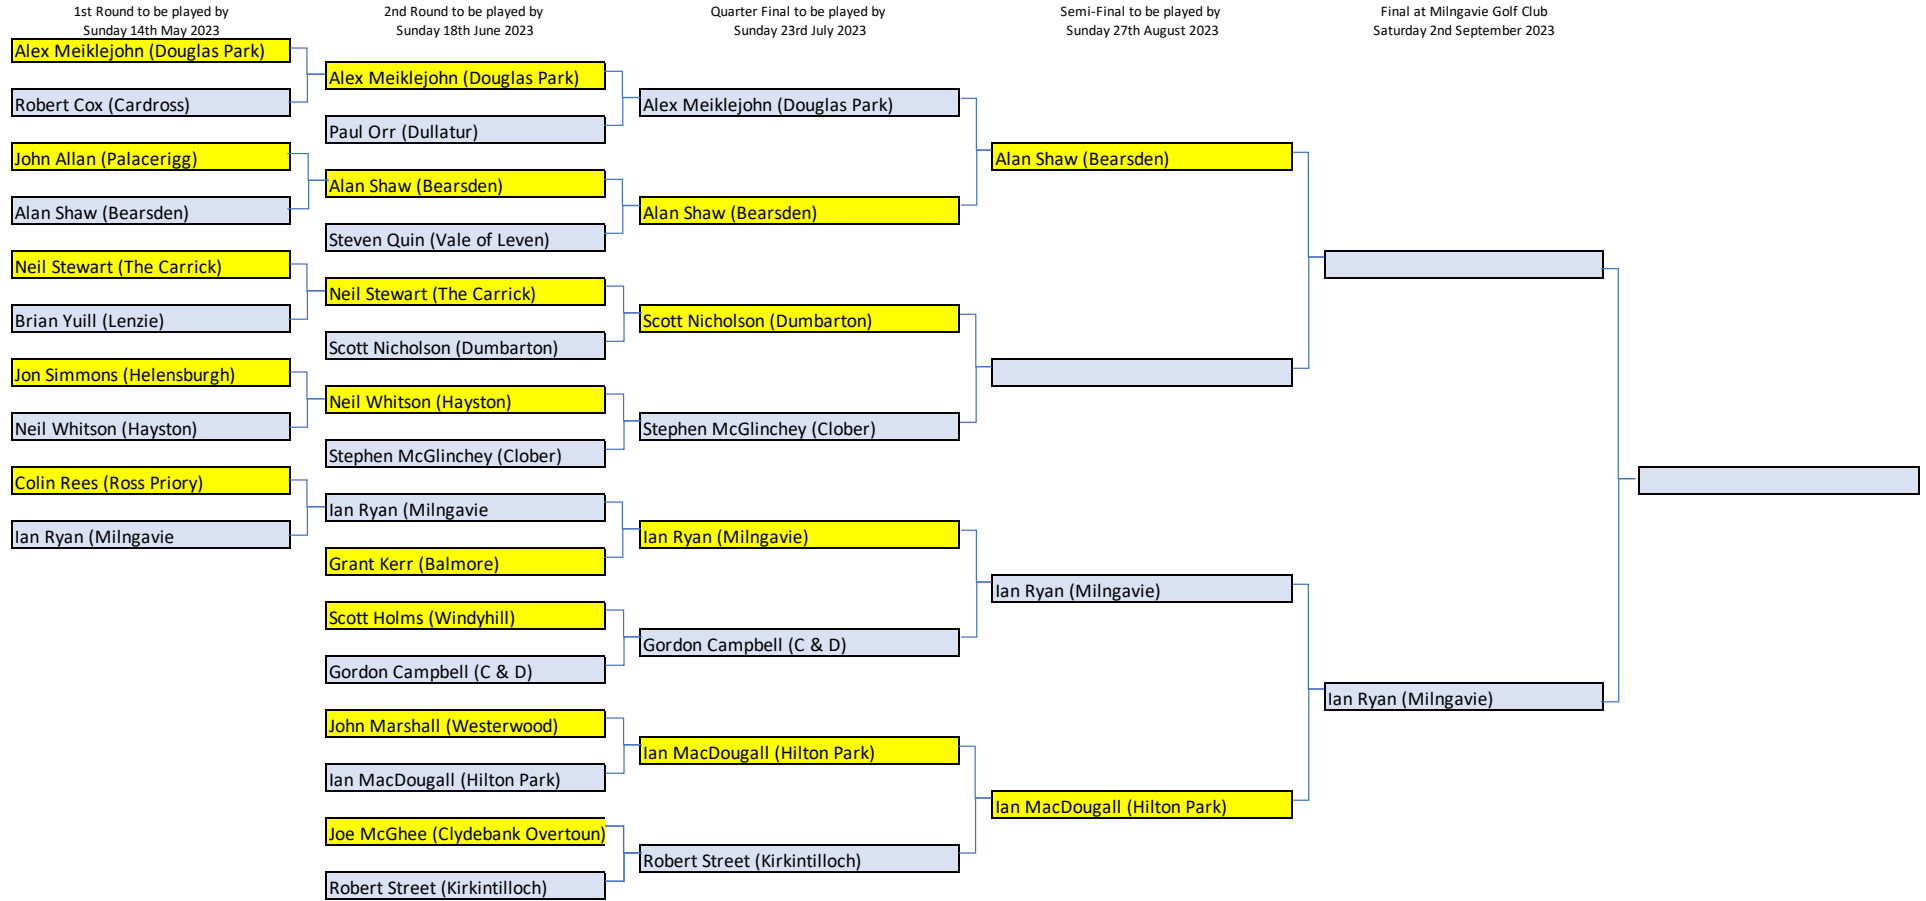 1st Round to be played by
Sunday 14th May 2023
2nd Round to be played by
Sunday 18th June 2023
Quarter Final to be played by
Sunday 23rd July 2023
Semi-Final to be played by
Sunday 27th August 2023
Final at Milngavie Golf Club
Saturday 2nd September 2023
Alex Meiklejohn (Douglas Park)
Robert Cox (Cardross)
John Allan (Palacerigg)
Alan Shaw (Bearsden)
Neil Stewart (The Carrick)
Brian Yuill (Lenzie)
Jon Simmons (Helensburgh)
Neil Whitson (Hayston)
Colin Rees (Ross Priory)
Ian Ryan (Milngavie
Alex Meiklejohn (Douglas Park)
Paul Orr (Dullatur)
Alan Shaw (Bearsden)
Steven Quin (Vale of Leven)
Neil Stewart (The Carrick)
Scott Nicholson (Dumbarton)
Neil Whitson (Hayston)
Stephen McGlinchey (Clober)
Ian Ryan (Milngavie
Grant Kerr (Balmore)
Scott Holms (Windyhill)
Gordon Campbell (C & D)
John Marshall (Westerwood)
Ian MacDougall (Hilton Park)
Joe McGhee (Clydebank Overtoun)
Robert Street (Kirkintilloch)
Alex Meiklejohn (Douglas Park)
Alan Shaw (Bearsden)
Scott Nicholson (Dumbarton)
Stephen McGlinchey (Clober)
Ian Ryan (Milngavie)
Gordon Campbell (C & D)
Ian MacDougall (Hilton Park)
Robert Street (Kirkintilloch)
Alan Shaw (Bearsden)
Ian Ryan (Milngavie)
Ian MacDougall (Hilton Park)
Ian Ryan (Milngavie)